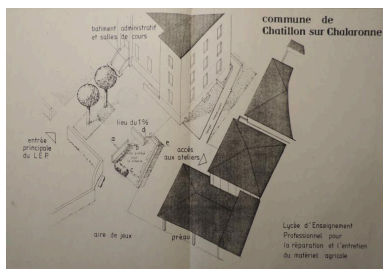 batiment administratif
et salles de cours
commune de
Chatillon sur Chalaronne
lieu du 1%
d
a
e
c
entrée
principale
du L.E.P.
accès
aux ateliers
aire de jeux
préau
Lycée d'Enseignement
Professionnel pour
la réparation et l'entretien
du matériel agricole